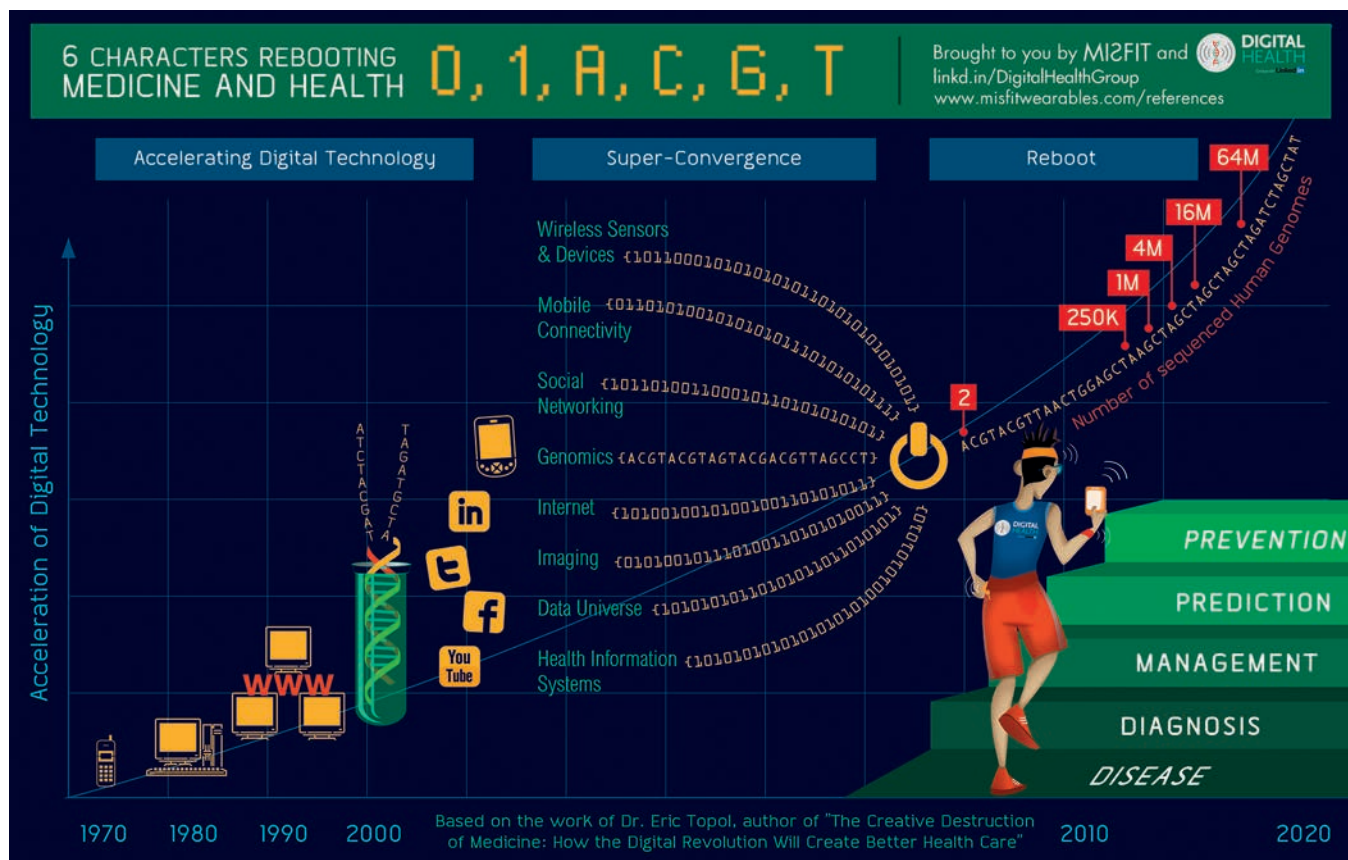 6 CHARACTERS REBOOTING
MEDICINE AND HEALTH
0, 1, A, C, G, T
Brought to you by MISFIT and
linkd.in/DigitalHealthGroup
www.misfitwearables.com/references
DIGITAL
HEALTH
Accelerating Digital Technology
Super-Convergence
Reboot
Acceleration of Digital Technology
Wireless Sensors
& Devices
Mobile
Connectivity
Social
Networking
Genomics {ACGTACGTAGTACGACGTTAGCCT}
Internet
Imaging
Data Universe
Health Information
Systems
ATCTACGAT
TAGATGCTA
WWW
in
t
f
You
Tube
2
250K
1M
4M
16M
64M
Number of sequenced Human Genomes
DIGITAL
HEALTH
PREVENTION
PREDICTION
MANAGEMENT
DIAGNOSIS
DISEASE
1970
1980
1990
2000
Based on the work of Dr. Eric Topol, author of "The Creative Destruction
of Medicine: How the Digital Revolution Will Create Better Health Care"
2010
2020